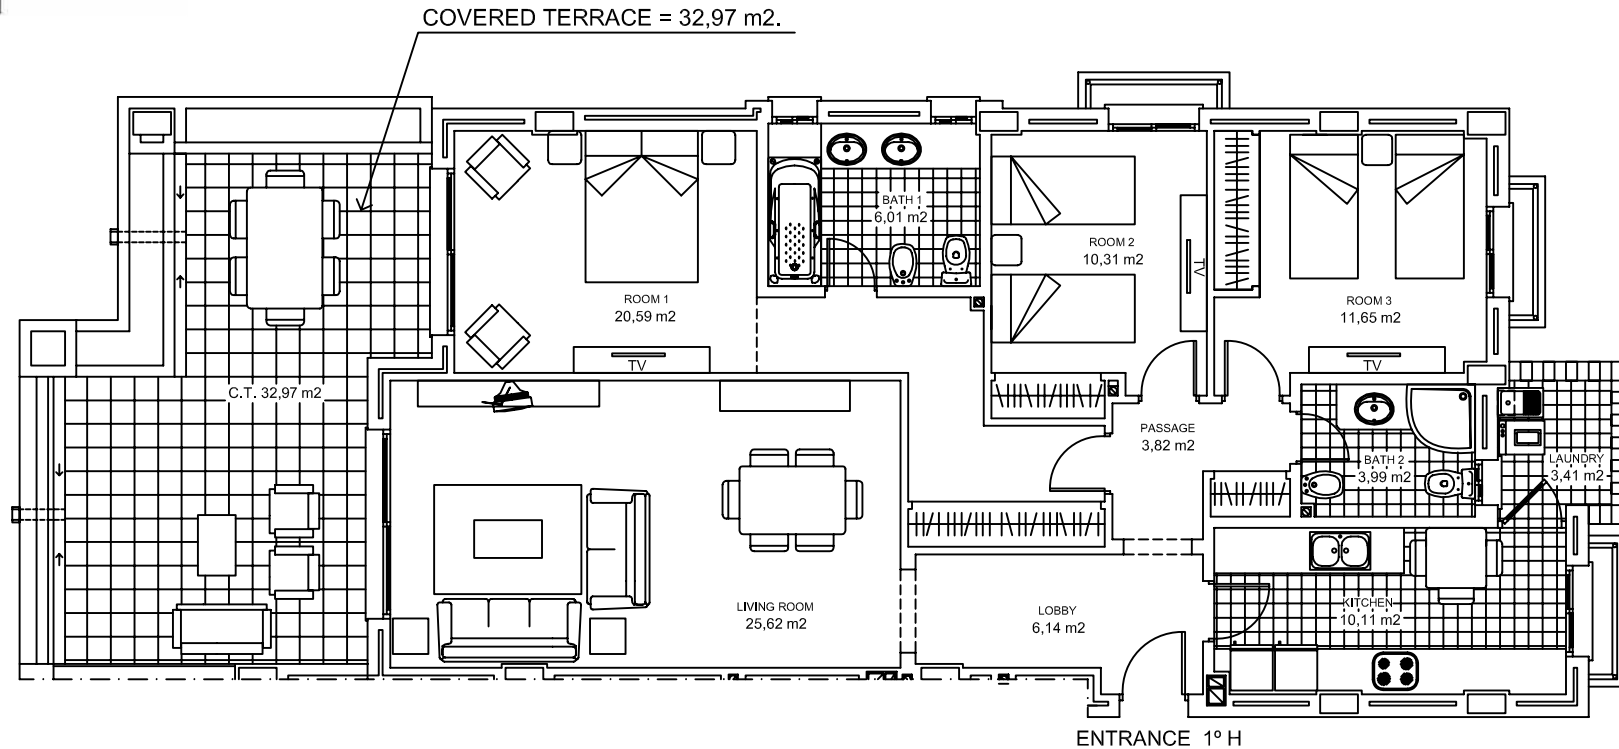 COVERED TERRACE = 32,97 m2.
BATH 1
6,01 m2
ROOM 2
10,31 m2
TV
ROOM 1
20,59 m2
ROOM 3
11,65 m2
TV
TV
C.T. 32,97 m2
PASSAGE
3,82 m2
BATH 2
3,99 m2
LAUNDRY
3,41 m2
LIVING ROOM
25,62 m2
LOBBY
6,14 m2
KITCHEN
10,11 m2
ENTRANCE 1º H